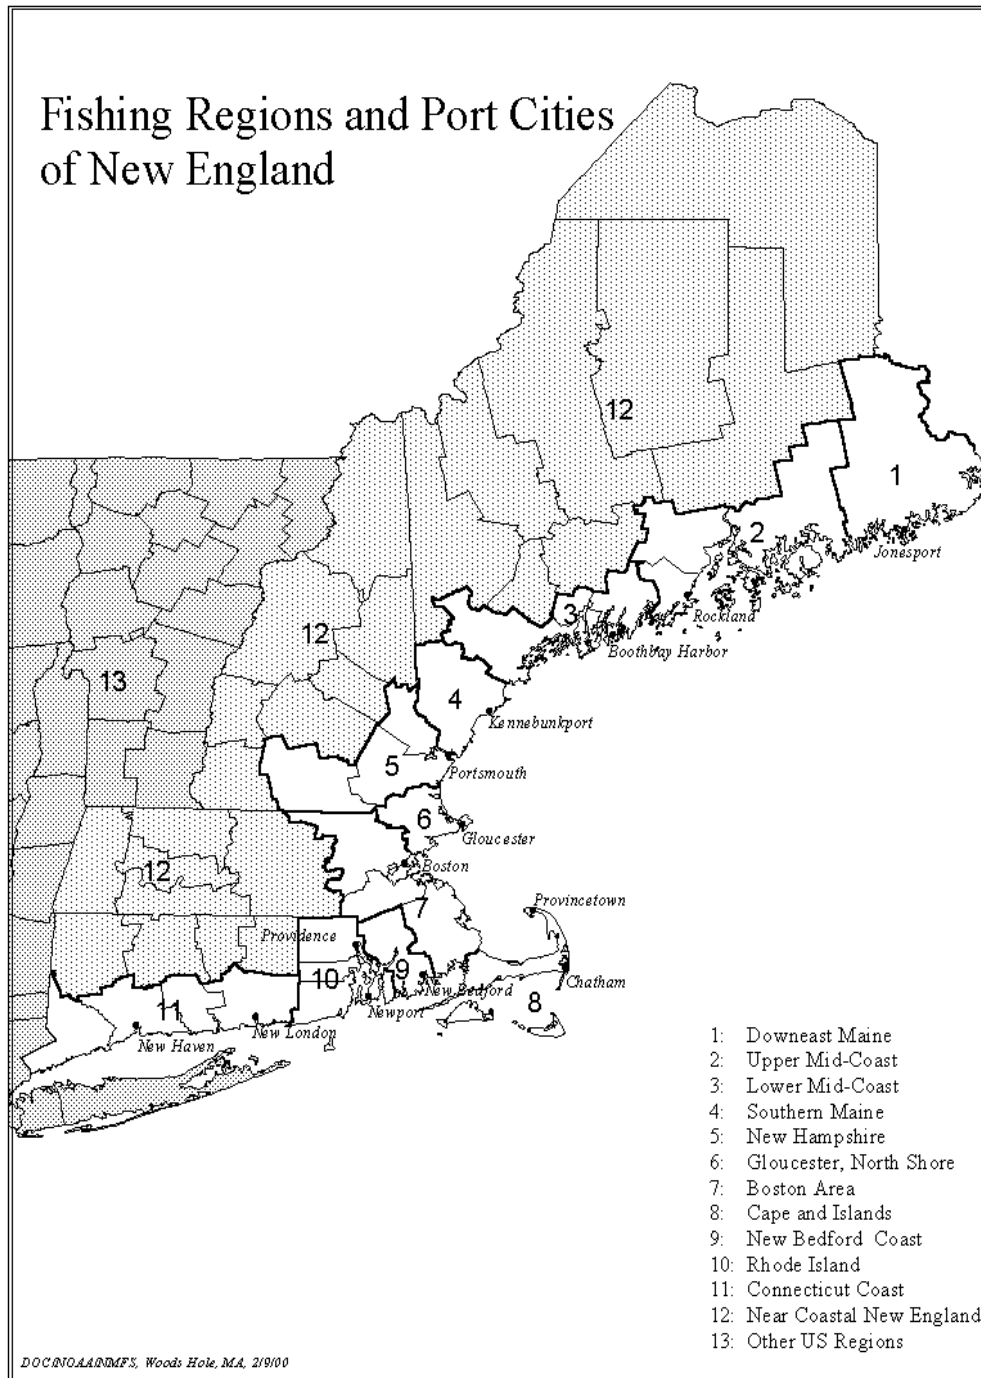 Fishing Regions and Port Cities
of New England
12
1
2
Jonesport
3
Rockland
12
Boothbay Harbor
13
4
Kennebunkport
5
Portsmouth
6
Gloucester
12
Boston
7
Provincetown
Providence
9
10
New Bedford
Chatham
8
Newport
11
New London
New Haven
1: Downeast Maine
2: Upper Mid-Coast
3: Lower Mid-Coast
4: Southern Maine
5: New Hampshire
6: Gloucester, North Shore
7: Boston Area
8: Cape and Islands
9: New Bedford Coast
10: Rhode Island
11: Connecticut Coast
12: Near Coastal New England
13: Other US Regions
DOC/NOAA/NMFS, Woods Hole, MA, 2/9/00